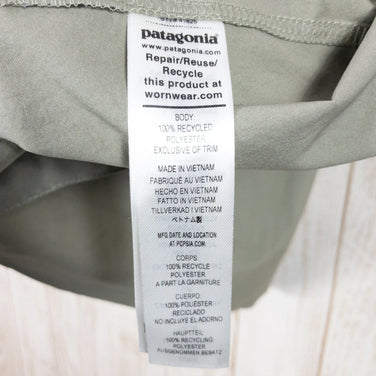 patagonia®
www.patagonia.com
Repair/Reuse/
Recycle
this product at
wornwear.com
BODY:
100% RECYCLED
POLYESTER
EXCLUSIVE OF TRIM
MADE IN VIETNAM
FABRIQUÉ AU VIETNAM
HECHO EN VIETNAM
FATTO IN VIETNAM
TILLVERKAD I VIETNAM
ベトナム製
MFG DATE AND LOCATION
AT PCPSIA.COM
CORPS:
100% RECYCLÉ
POLYESTER
À PART LA GARNITURE
CUERPO:
100% POLIÉSTER
RECICLADO
NO INCLUYE EL ADORNO
HAUPTTEIL:
100% RECYCLING
POLYESTER
AUSGENOMMEN BESATZ